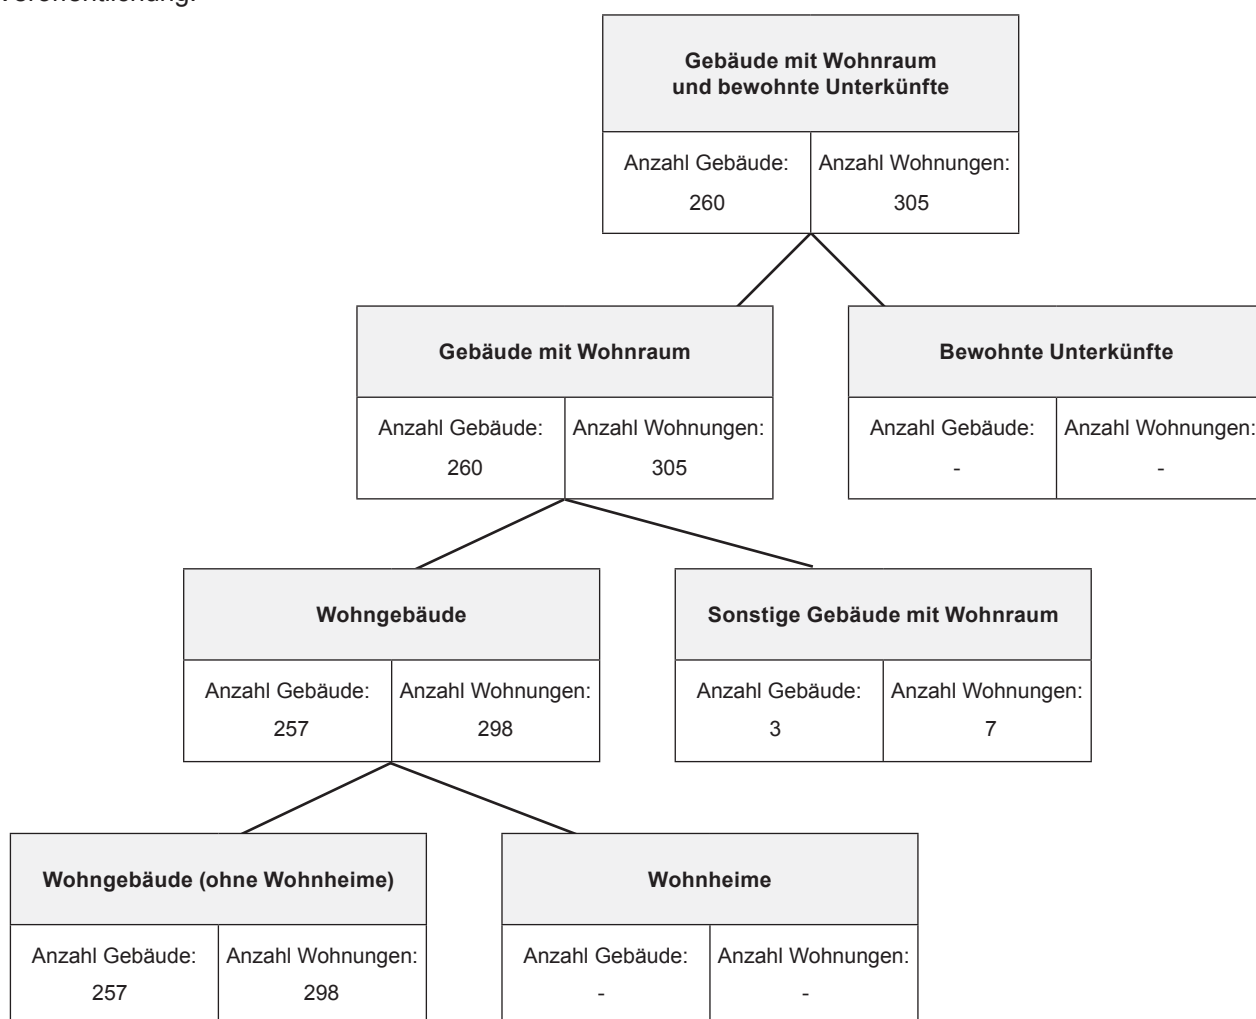 Veröffentlichung.
Gebäude mit Wohnraum
und bewohnte Unterkünfte
Anzahl Gebäude: Anzahl Wohnungen:
260 305
Gebäude mit Wohnraum
Anzahl Gebäude: Anzahl Wohnungen:
260 305
Bewohnte Unterkünfte
Anzahl Gebäude: Anzahl Wohnungen:
- -
Wohngebäude
Anzahl Gebäude: Anzahl Wohnungen:
257 298
Sonstige Gebäude mit Wohnraum
Anzahl Gebäude: Anzahl Wohnungen:
3 7
Wohngebäude (ohne Wohnheime)
Anzahl Gebäude: Anzahl Wohnungen:
257 298
Wohnheime
Anzahl Gebäude: Anzahl Wohnungen:
- -